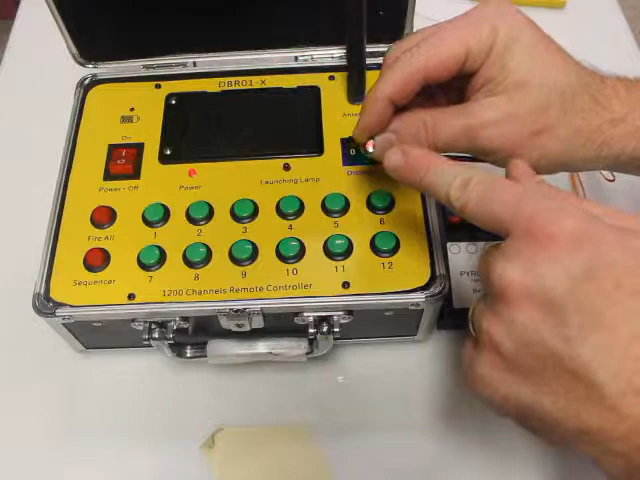 DBR01-X
On
Power-Off
Power
Launching Lamp
0
Fire All
1
2
3
4
5
6
Sequencer
7
8
9
10
11
12
1200 Channels Remote Controller